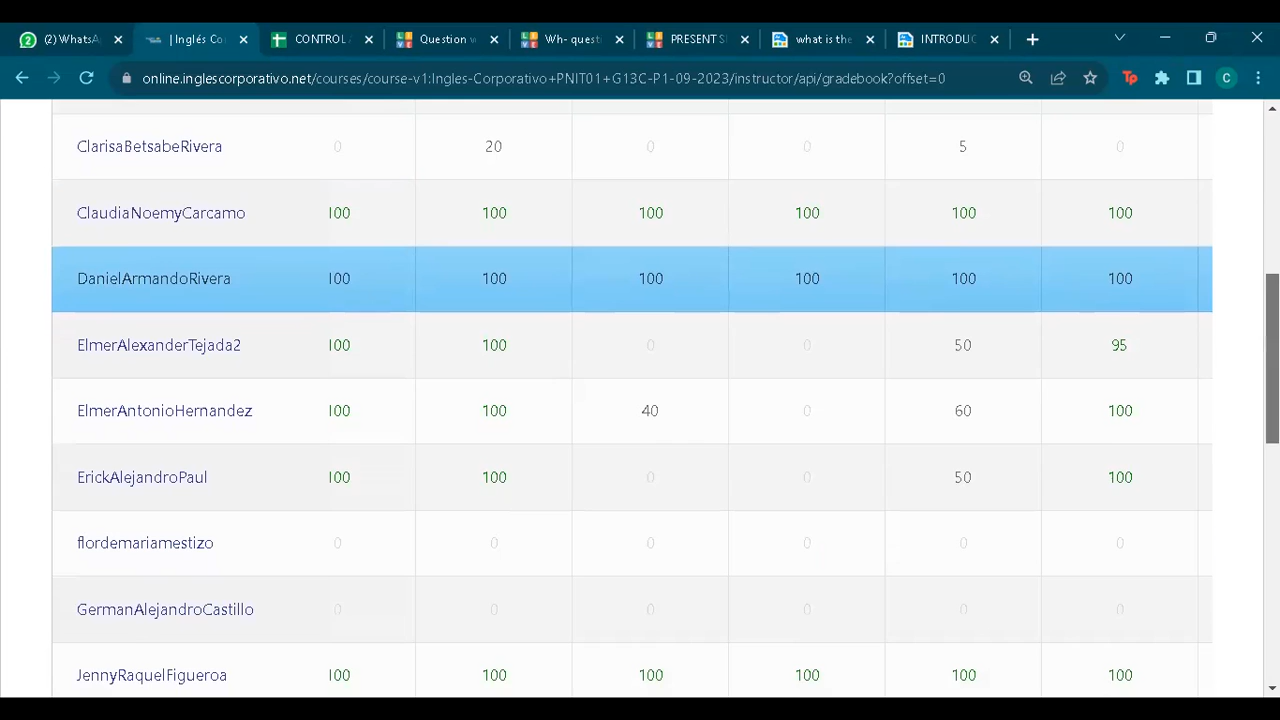 2 (2) WhatsA
| Inglés Co
CONTROL
Question
Wh- quest
PRESENT S
what is the
INTRODUC
online.inglescorporativo.net/courses/course-v1:Ingles-Corporativo+PNIT01+G13C-P1-09-2023/instructor/api/gradebook?offset=0
Tp
C
ClarisaBetsabeRivera 0 20 0 0 5 0
ClaudiaNoemyCarcamo 100 100 100 100 100 100
DanielArmandoRivera 100 100 100 100 100 100
ElmerAlexanderTejada2 100 100 0 0 50 95
ElmerAntonioHernandez 100 100 40 0 60 100
ErickAlejandroPaul 100 100 0 0 50 100
flordemariamestizo 0 0 0 0 0 0
GermanAlejandroCastillo 0 0 0 0 0 0
JennyRaquelFigueroa 100 100 100 100 100 100